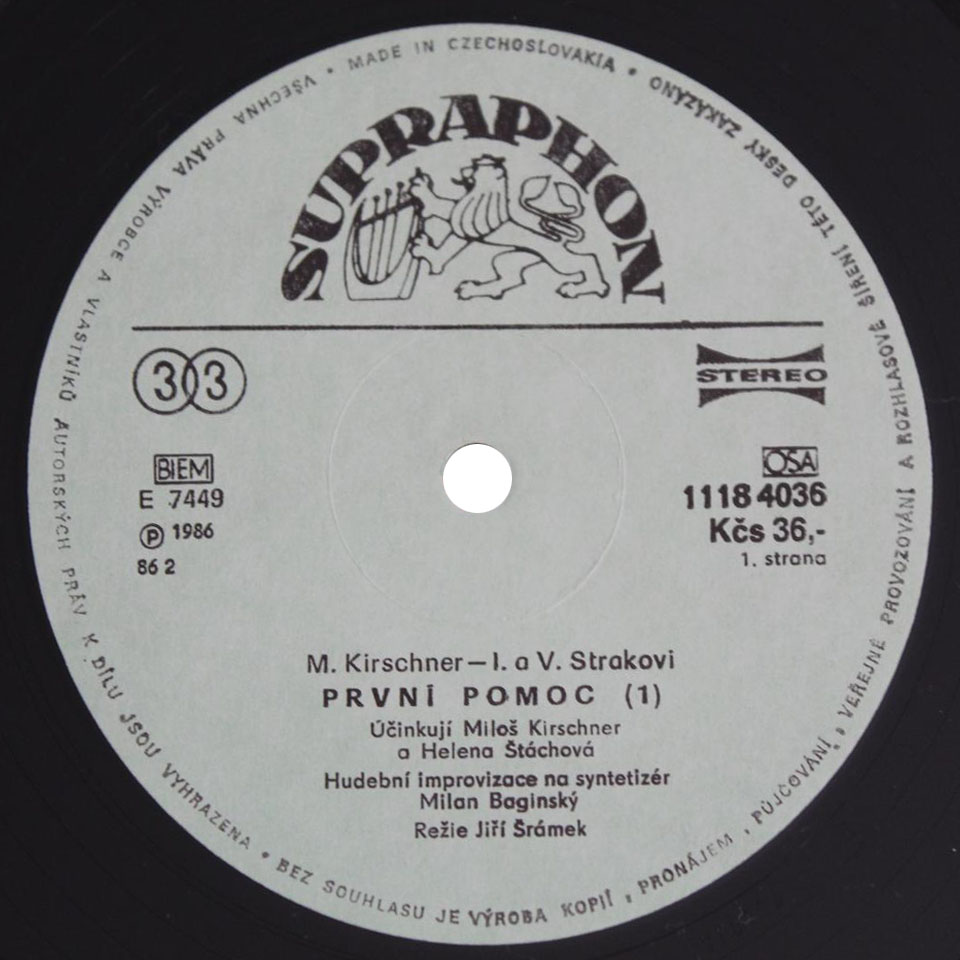 MADE IN CZECHOSLOVAKIA •
VŠECHNA PRÁVA VÝROBCE A VLASTNÍKŮ AUTORSKÝCH PRÁV K DÍLU JSOU VYHRAZENA • BEZ SOUHLASU JE VÝROBA KOPIÍ, PRONÁJEM, PŮJČOVÁNÍ, VEŘEJNÉ PROVOZOVÁNÍ A ROZHLASOVÉ ŠÍŘENÍ TÉTO DESKY ZAKÁZÁNO •
SUPRAPHON
33
STEREO
BIEM
E 7449
℗ 1986
86 2
OSA
1118 4036
Kčs 36,-
1. strana
M. Kirschner – I. a V. Strakovi
PRVNÍ POMOC (1)
Účinkují Miloš Kirschner
a Helena Štáchová
Hudební improvizace na syntetizér
Milan Baginský
Režie Jiří Šrámek